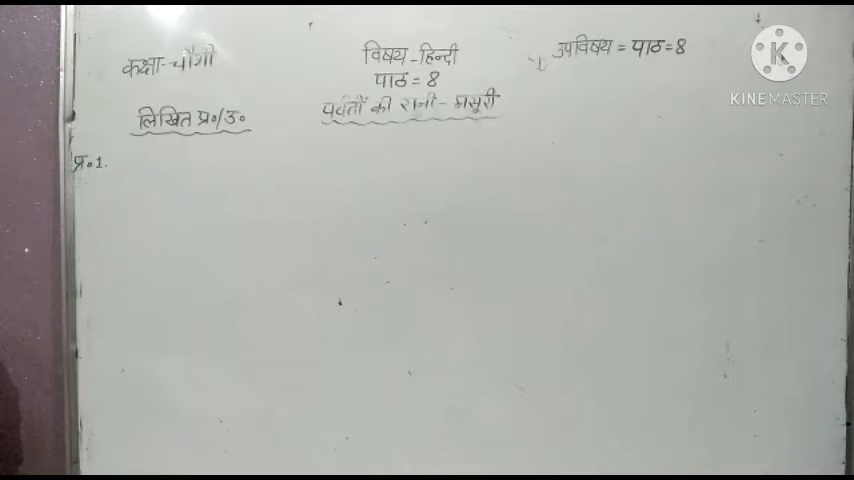 कक्षा-चौथी
विषय-हिन्दी
उपविषय = पाठ=8
पाठ = 8
पर्वतों की रानी - मसूरी
लिखित प्र०/उ०
प्र०1.
KINEMASTER